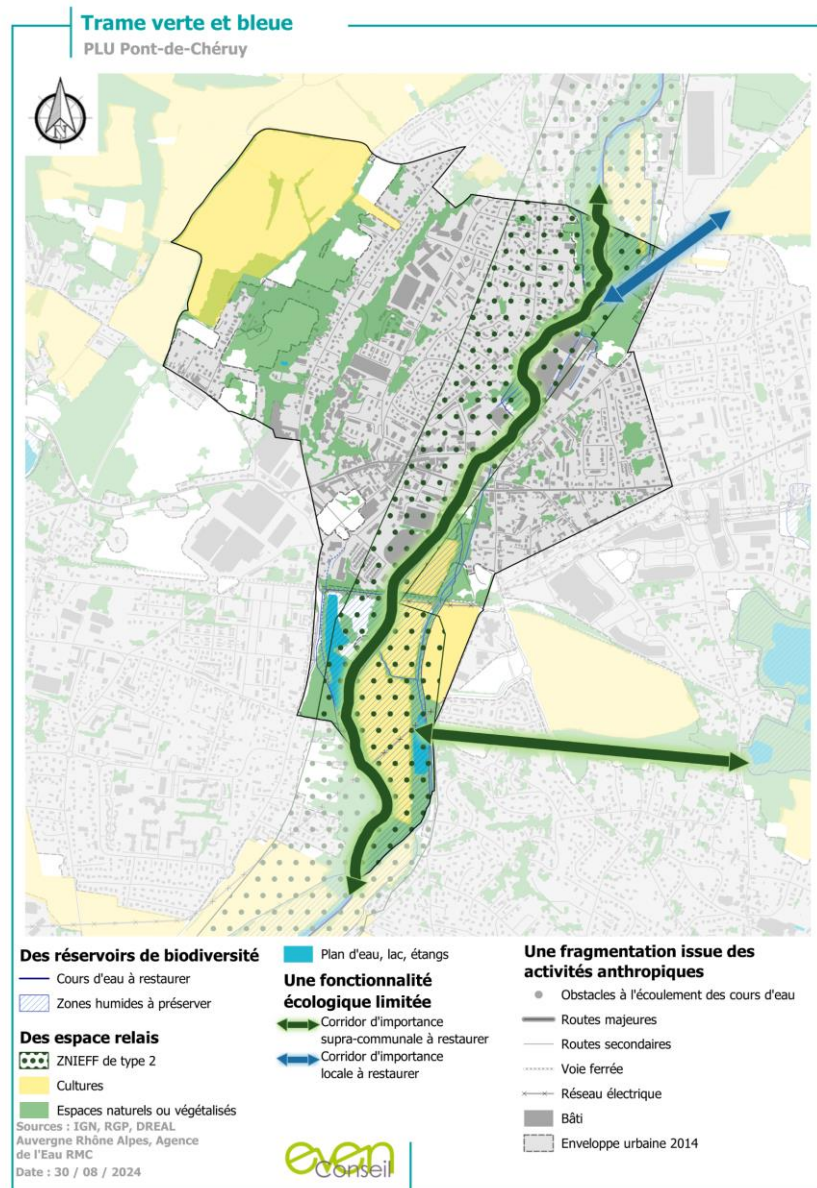 Trame verte et bleue
PLU Pont-de-Chéruy
N
Des réservoirs de biodiversité
Cours d'eau à restaurer
Zones humides à préserver
Des espace relais
ZNIEFF de type 2
Cultures
Espaces naturels ou végétalisés
Sources : IGN, RGP, DREAL
Auvergne Rhône Alpes, Agence
de l'Eau RMC
Date : 30 / 08 / 2024
Plan d'eau, lac, étangs
Une fonctionnalité
écologique limitée
Corridor d'importance
supra-communale à restaurer
Corridor d'importance
locale à restaurer
even
Conseil
Une fragmentation issue des
activités anthropiques
Obstacles à l'écoulement des cours d'eau
Routes majeures
Routes secondaires
Voie ferrée
Réseau électrique
Bâti
Enveloppe urbaine 2014